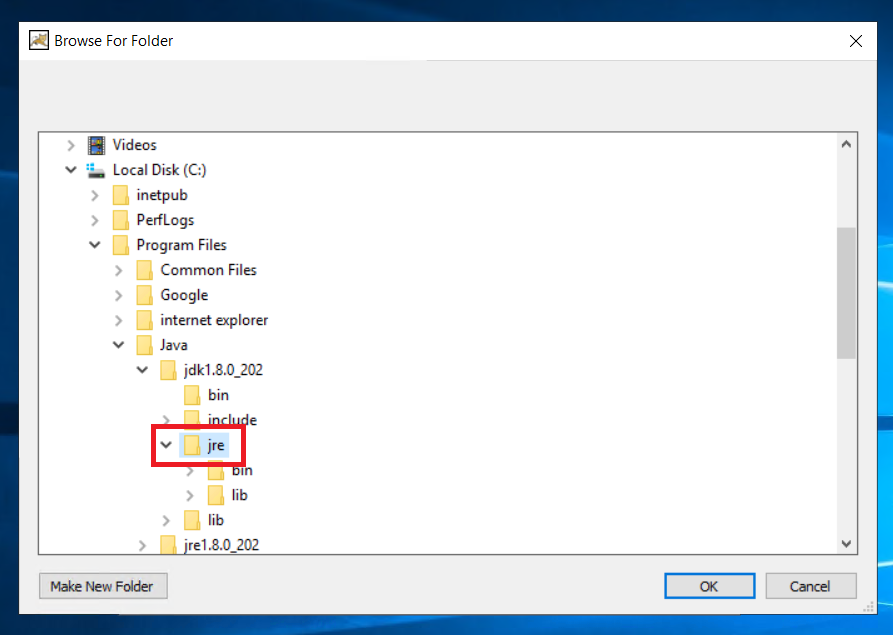 Browse For Folder
Videos
Local Disk (C:)
inetpub
PerfLogs
Program Files
Common Files
Google
internet explorer
Java
jdk1.8.0_202
bin
include
jre
bin
lib
lib
jre1.8.0_202
Make New Folder
OK
Cancel